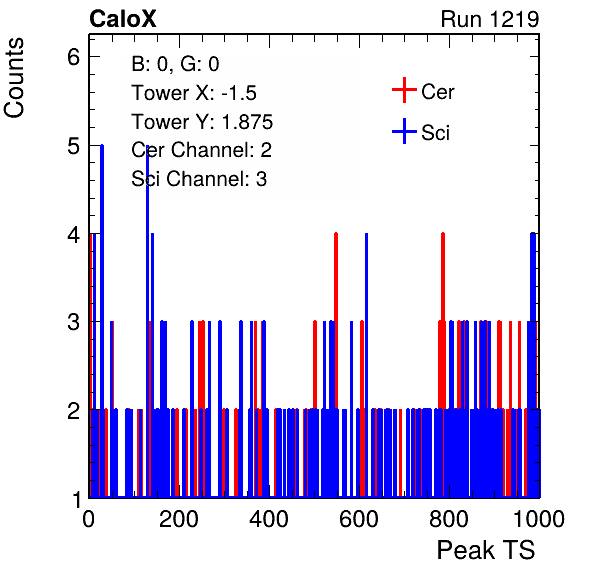 CaloX Run 1219
Counts
B: 0, G: 0
Tower X: -1.5
Tower Y: 1.875
Cer Channel: 2
Sci Channel: 3
Cer
Sci
6
5
4
3
2
1
0 200 400 600 800 1000
Peak TS